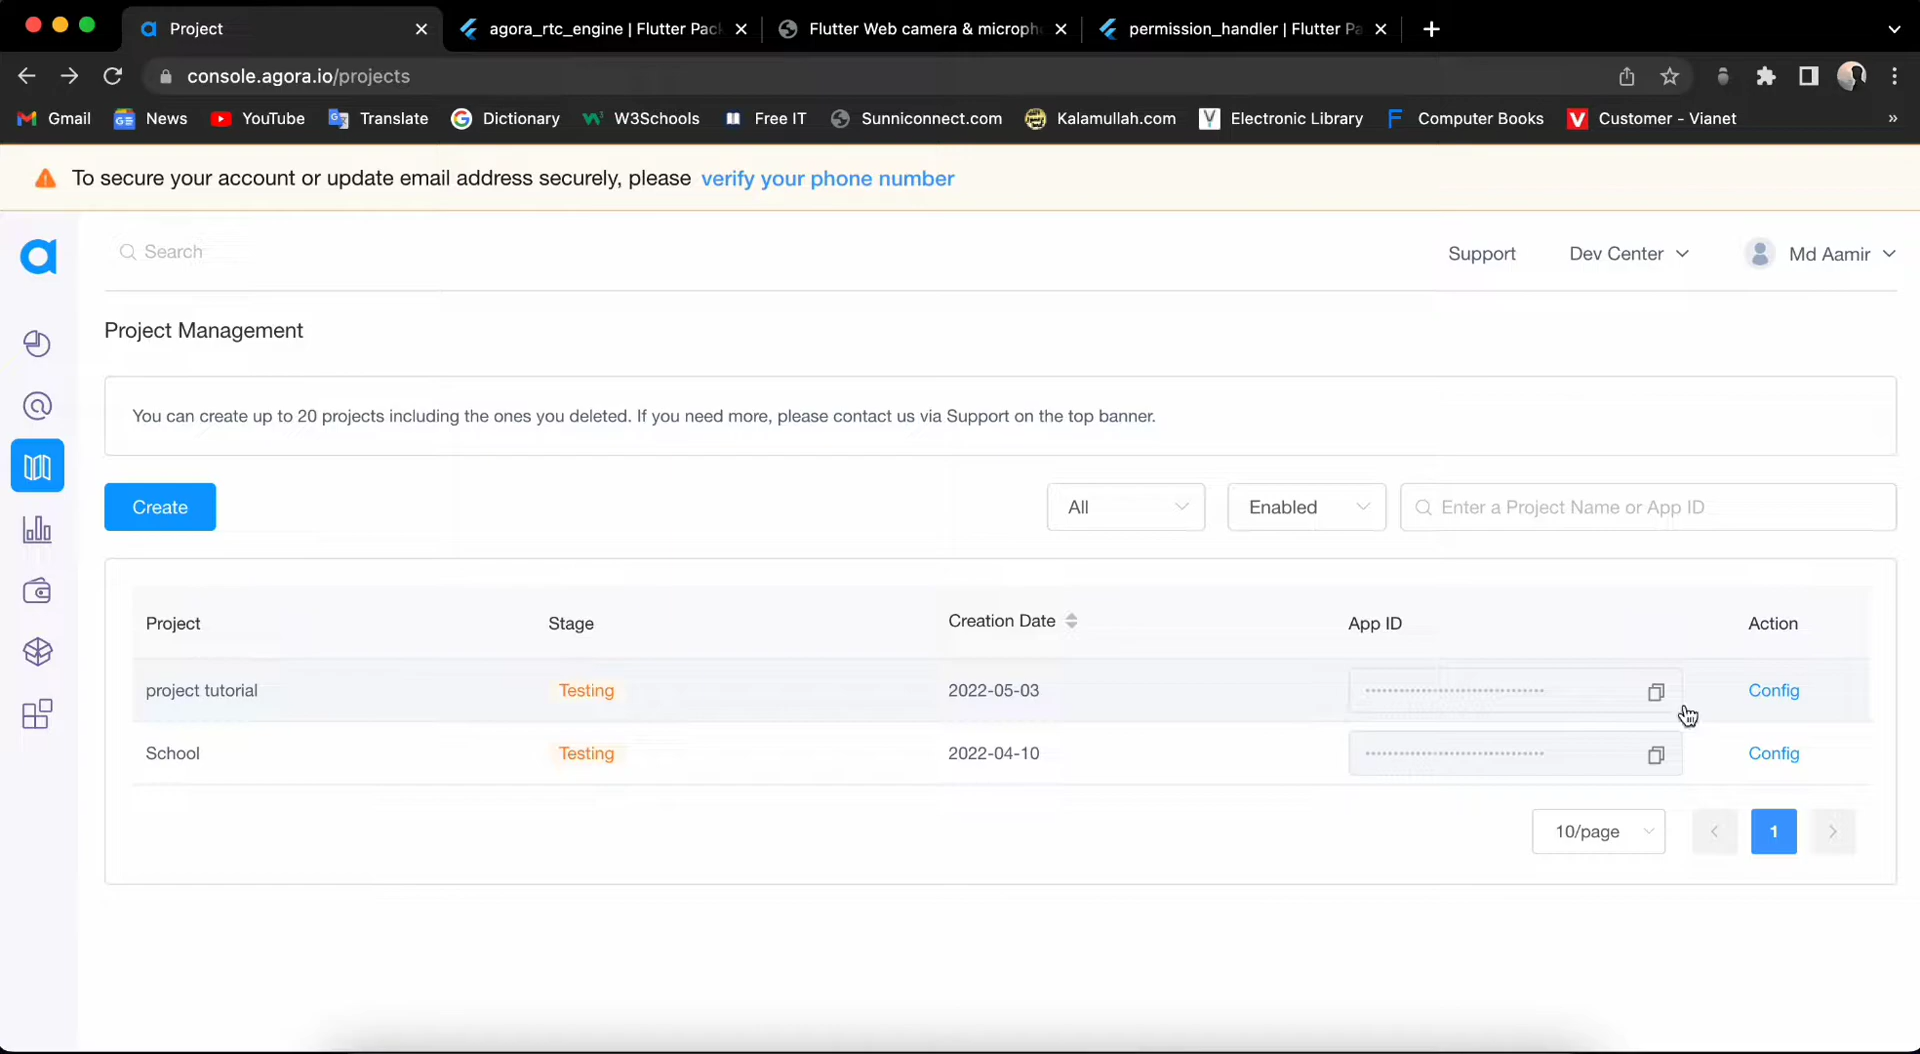 Project
agora_rtc_engine | Flutter Pack
Flutter Web camera & microph
permission_handler | Flutter Pa
console.agora.io/projects
Gmail News YouTube Translate Dictionary W3Schools Free IT Sunniconnect.com Kalamullah.com Electronic Library Computer Books Customer - Vianet »
To secure your account or update email address securely, please verify your phone number
Search
Support Dev Center Md Aamir
Project Management
You can create up to 20 projects including the ones you deleted. If you need more, please contact us via Support on the top banner.
Create All Enabled Enter a Project Name or App ID
Project Stage Creation Date App ID Action
project tutorial Testing 2022-05-03 Config
School Testing 2022-04-10 Config
10/page 1